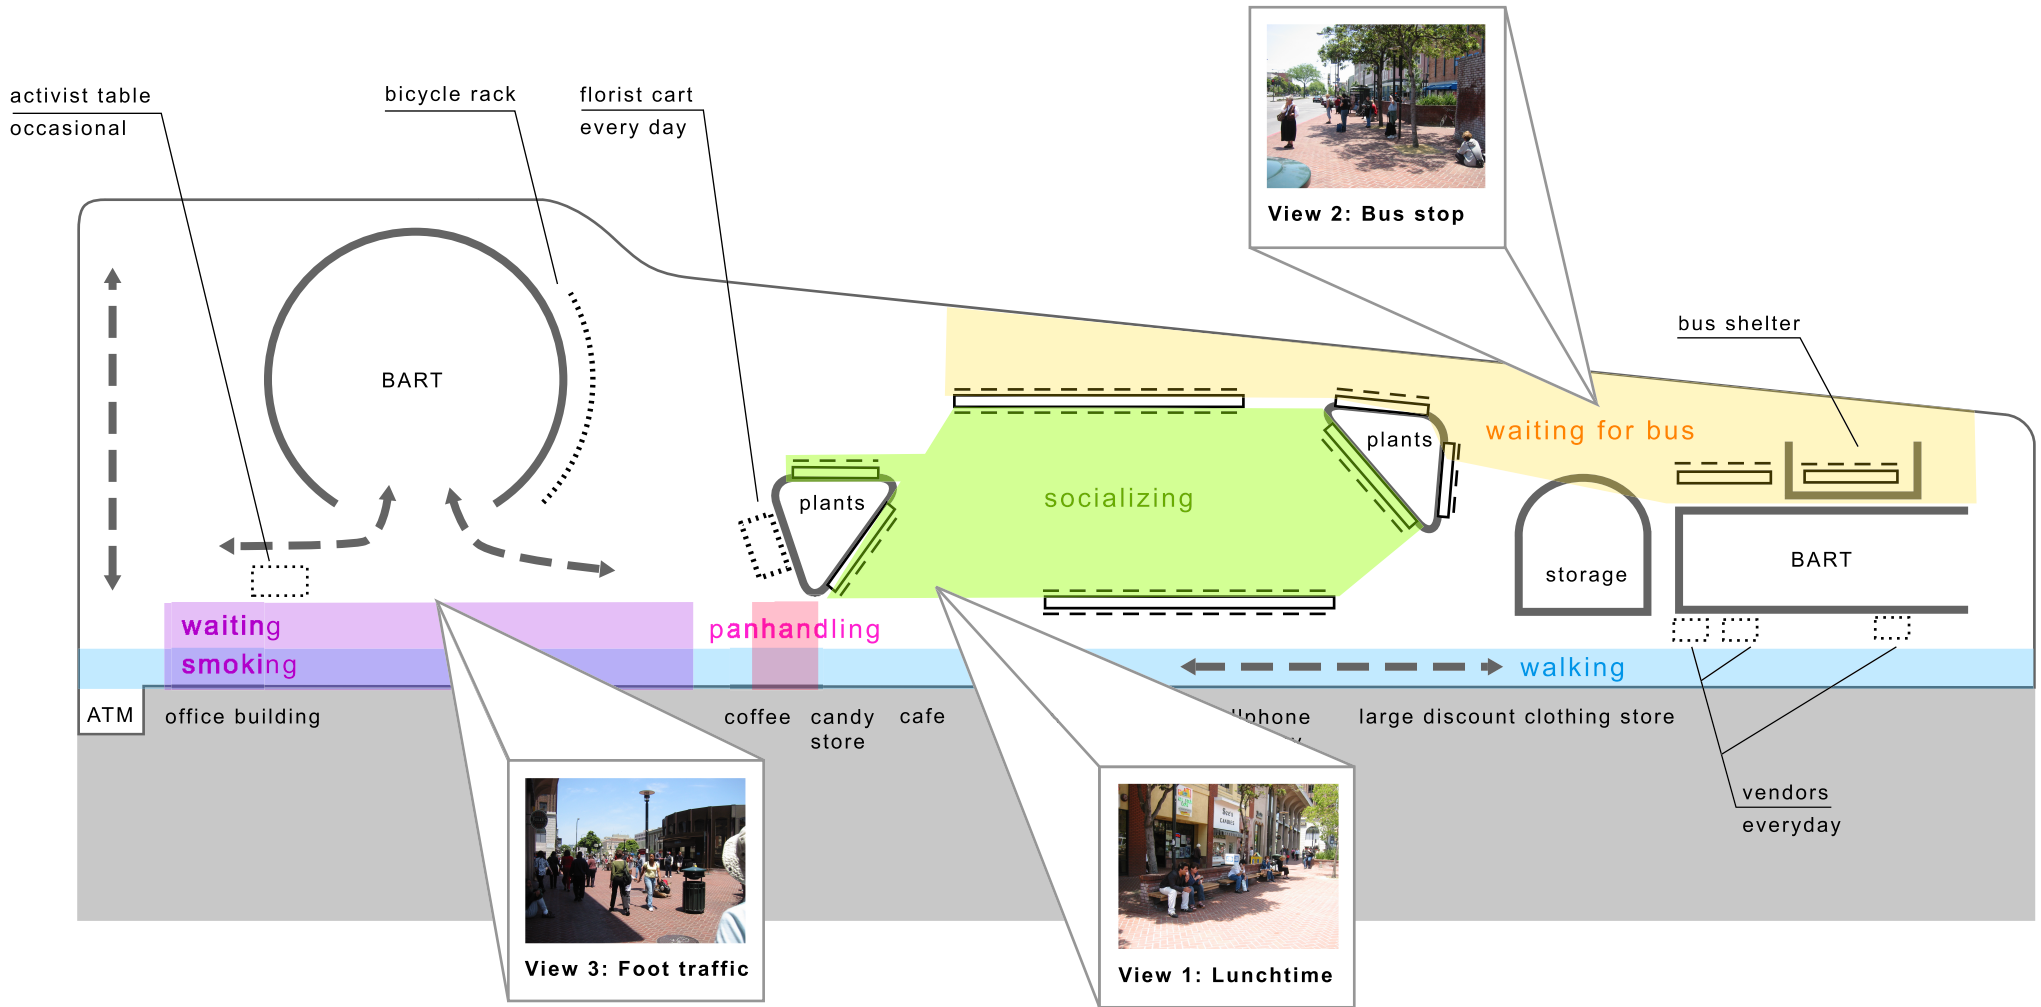 activist table
occasional
bicycle rack
florist cart
every day
View 2: Bus stop
bus shelter
BART
plants
plants
waiting for bus
socializing
storage
BART
waiting
smoking
panhandling
walking
ATM
office building
coffee
candy
store
cafe
large discount clothing store
vendors
everyday
View 3: Foot traffic
View 1: Lunchtime